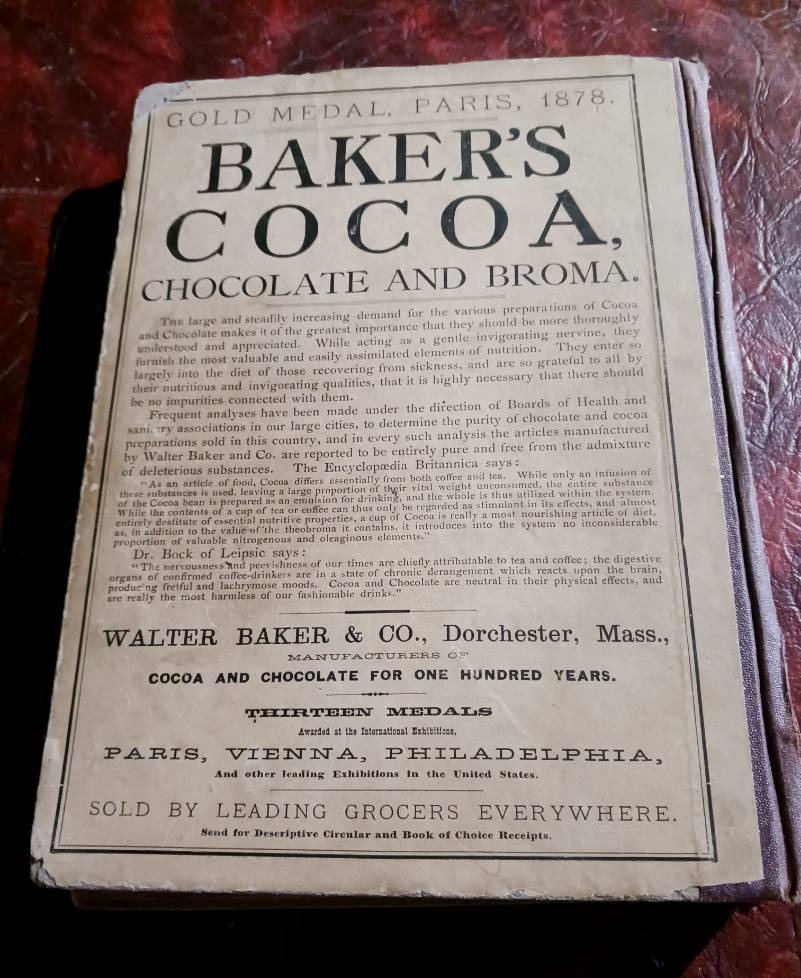 GOLD MEDAL, PARIS, 1878.
BAKER'S
COCOA,
CHOCOLATE AND BROMA.
THE large and steadily increasing demand for the various preparations of Cocoa
and Chocolate makes it of the greatest importance that they should be more thoroughly
understood and appreciated. While acting as a gentle invigorating nervine, they
furnish the most valuable and easily assimilated elements of nutrition. They enter so
largely into the diet of those recovering from sickness, and are so grateful to all by
their nutritious and invigorating qualities, that it is highly necessary that there should
be no impurities connected with them.
Frequent analyses have been made under the direction of Boards of Health and
sanitary associations in our large cities, to determine the purity of chocolate and cocoa
preparations sold in this country, and in every such analysis the articles manufactured
by Walter Baker and Co. are reported to be entirely pure and free from the admixture
of deleterious substances. The Encyclopædia Britannica says:
"As an article of food, Cocoa differs essentially from both coffee and tea. While only an infusion of
these substances is used, leaving a large proportion of their vital weight unconsumed, the entire substance
of the Cocoa bean is prepared as an emulsion for drinking, and the whole is thus utilized within the system.
While the contents of a cup of tea or coffee can thus only be regarded as stimulant in its effects, and almost
entirely destitute of essential nutritive properties, a cup of Cocoa is really a most nourishing article of diet,
as, in addition to the value of the theobroma it contains, it introduces into the system no inconsiderable
proportion of valuable nitrogenous and oleaginous elements."
Dr. Bock of Leipsic says:
"The nervousness and peevishness of our times are chiefly attributable to tea and coffee; the digestive
organs of confirmed coffee-drinkers are in a state of chronic derangement which reacts upon the brain,
producing fretful and lachrymose moods. Cocoa and Chocolate are neutral in their physical effects, and
are really the most harmless of our fashionable drinks."
WALTER BAKER & CO., Dorchester, Mass.,
MANUFACTURERS OF
COCOA AND CHOCOLATE FOR ONE HUNDRED YEARS.
THIRTEEN MEDALS
Awarded at the International Exhibitions,
PARIS, VIENNA, PHILADELPHIA,
And other leading Exhibitions in the United States.
SOLD BY LEADING GROCERS EVERYWHERE.
Send for Descriptive Circular and Book of Choice Receipts.